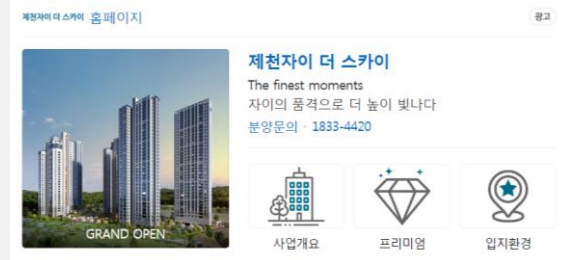 제천자이 더 스카이 홈페이지
광고
제천자이 더 스카이
The finest moments
자이의 품격으로 더 높이 빛나다
분양문의 · 1833-4420
GRAND OPEN
사업개요 프리미엄 입지환경